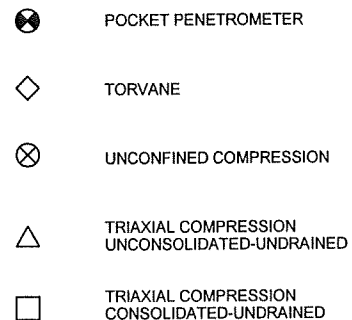 POCKET PENETROMETER
TORVANE
UNCONFINED COMPRESSION
TRIAXIAL COMPRESSION
UNCONSOLIDATED-UNDRAINED
TRIAXIAL COMPRESSION
CONSOLIDATED-UNDRAINED